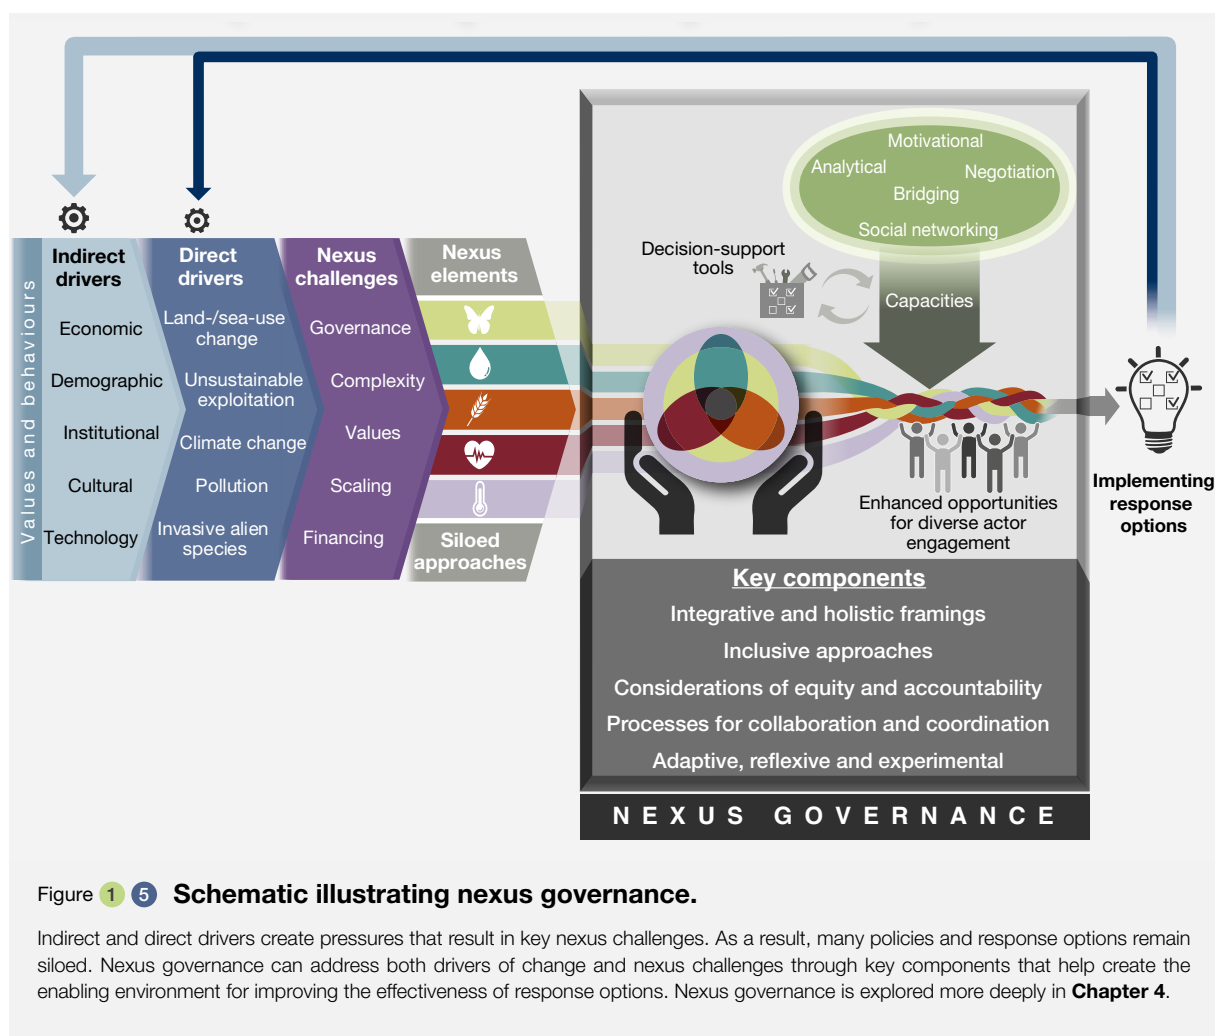 Values and behaviours
Indirect
drivers
Economic
Demographic
Institutional
Cultural
Technology
Direct
drivers
Land-/sea-use
change
Unsustainable
exploitation
Climate change
Pollution
Invasive alien
species
Nexus
challenges
Governance
Complexity
Values
Scaling
Financing
Nexus
elements
Siloed
approaches
Decision-support
tools
Motivational
Analytical
Negotiation
Bridging
Social networking
Capacities
Enhanced opportunities
for diverse actor
engagement
Implementing
response
options
Key components
Integrative and holistic framings
Inclusive approaches
Considerations of equity and accountability
Processes for collaboration and coordination
Adaptive, reflexive and experimental
NEXUS GOVERNANCE
Figure 1 5 Schematic illustrating nexus governance.
Indirect and direct drivers create pressures that result in key nexus challenges. As a result, many policies and response options remain
siloed. Nexus governance can address both drivers of change and nexus challenges through key components that help create the
enabling environment for improving the effectiveness of response options. Nexus governance is explored more deeply in Chapter 4.